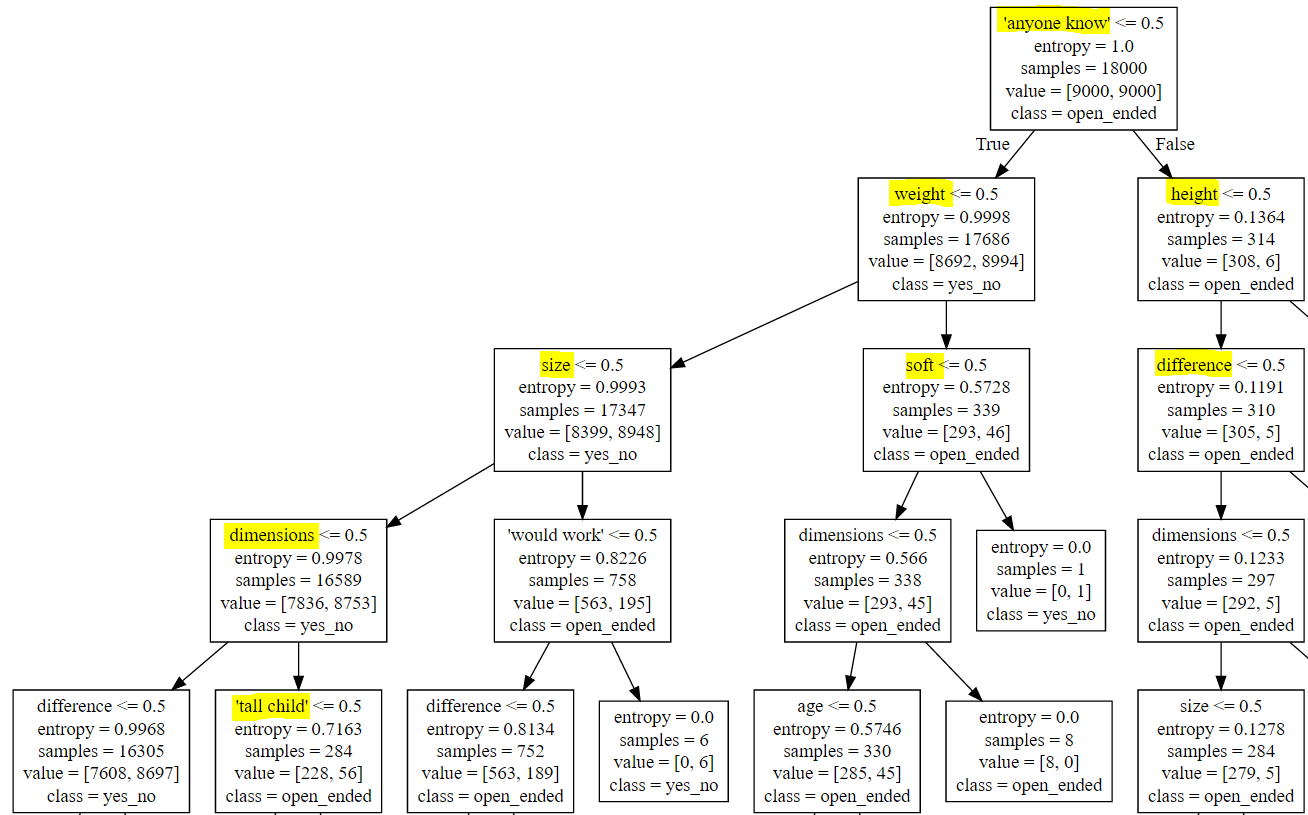 'anyone know' <= 0.5
entropy = 1.0
samples = 18000
value = [9000, 9000]
class = open_ended
True
False
weight <= 0.5
entropy = 0.9998
samples = 17686
value = [8692, 8994]
class = yes_no
height <= 0.5
entropy = 0.1364
samples = 314
value = [308, 6]
class = open_ended
size <= 0.5
entropy = 0.9993
samples = 17347
value = [8399, 8948]
class = yes_no
soft <= 0.5
entropy = 0.5728
samples = 339
value = [293, 46]
class = open_ended
difference <= 0.5
entropy = 0.1191
samples = 310
value = [305, 5]
class = open_ended
dimensions <= 0.5
entropy = 0.9978
samples = 16589
value = [7836, 8753]
class = yes_no
'would work' <= 0.5
entropy = 0.8226
samples = 758
value = [563, 195]
class = open_ended
dimensions <= 0.5
entropy = 0.566
samples = 338
value = [293, 45]
class = open_ended
entropy = 0.0
samples = 1
value = [0, 1]
class = yes_no
dimensions <= 0.5
entropy = 0.1233
samples = 297
value = [292, 5]
class = open_ended
difference <= 0.5
entropy = 0.9968
samples = 16305
value = [7608, 8697]
class = yes_no
'tall child' <= 0.5
entropy = 0.7163
samples = 284
value = [228, 56]
class = open_ended
difference <= 0.5
entropy = 0.8134
samples = 752
value = [563, 189]
class = open_ended
entropy = 0.0
samples = 6
value = [0, 6]
class = yes_no
age <= 0.5
entropy = 0.5746
samples = 330
value = [285, 45]
class = open_ended
entropy = 0.0
samples = 8
value = [8, 0]
class = open_ended
size <= 0.5
entropy = 0.1278
samples = 284
value = [279, 5]
class = open_ended